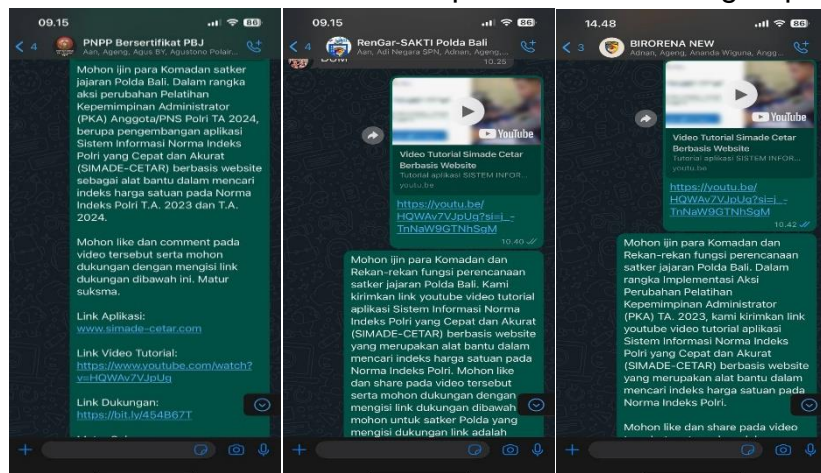 09.15
86
4
PNPP Bersertifikat PBJ
Aan, Ageng, Agus BY, Agustono Polair...
Mohon ijin para Komadan satker
jajaran Polda Bali. Dalam rangka
aksi perubahan Pelatihan
Kepemimpinan Administrator
(PKA) Anggota/PNS Polri TA 2024,
berupa pengembangan aplikasi
Sistem Informasi Norma Indeks
Polri yang Cepat dan Akurat
(SIMADE-CETAR) berbasis website
sebagai alat bantu dalam mencari
indeks harga satuan pada Norma
Indeks Polri T.A. 2023 dan T.A.
2024.
Mohon like dan comment pada
video tersebut serta mohon
dukungan dengan mengisi link
dukungan dibawah ini. Matur
suksma.
Link Aplikasi:
www.simade-cetar.com
Link Video Tutorial:
https://www.youtube.com/watch?
v=HQWAv7VJpUg
Link Dukungan:
https://bit.ly/454B67T
09.15
86
4
RenGar-SAKTI Polda Bali
Aan, Adi Negara SPN, Adnan, Ageng,...
10.25
YouTube
Video Tutorial Simade Cetar
Berbasis Website
Tutorial aplikasi SISTEM INFOR...
youtu.be
https://youtu.be/
HQWAv7VJpUg?si=i_-
TnNaW9GTNhSgM
10.40
Mohon ijin para Komadan dan
Rekan-rekan fungsi perencanaan
satker jajaran Polda Bali. Kami
kirimkan link youtube video tutorial
aplikasi Sistem Informasi Norma
Indeks Polri yang Cepat dan Akurat
(SIMADE-CETAR) berbasis website
yang merupakan alat bantu dalam
mencari indeks harga satuan pada
Norma Indeks Polri. Mohon like
dan share pada video tersebut
serta mohon dukungan dengan
mengisi link dukungan dibawah
mohon untuk satker Polda yang
mengisi dukungan link adalah
14.48
86
3
BIRORENA NEW
Adnan, Ageng, Ananda Wiguna, Angg...
YouTube
Video Tutorial Simade Cetar
Berbasis Website
Tutorial aplikasi SISTEM INFOR...
youtu.be
https://youtu.be/
HQWAv7VJpUg?si=i_-
TnNaW9GTNhSgM
10.42
Mohon ijin para Komadan dan
Rekan-rekan fungsi perencanaan
satker jajaran Polda Bali. Dalam
rangka Implementasi Aksi
Perubahan Pelatihan
Kepemimpinan Administrator
(PKA) TA. 2023, kami kirimkan link
youtube video tutorial aplikasi
Sistem Informasi Norma Indeks
Polri yang Cepat dan Akurat
(SIMADE-CETAR) berbasis website
yang merupakan alat bantu dalam
mencari indeks harga satuan pada
Norma Indeks Polri.
Mohon like dan share pada video